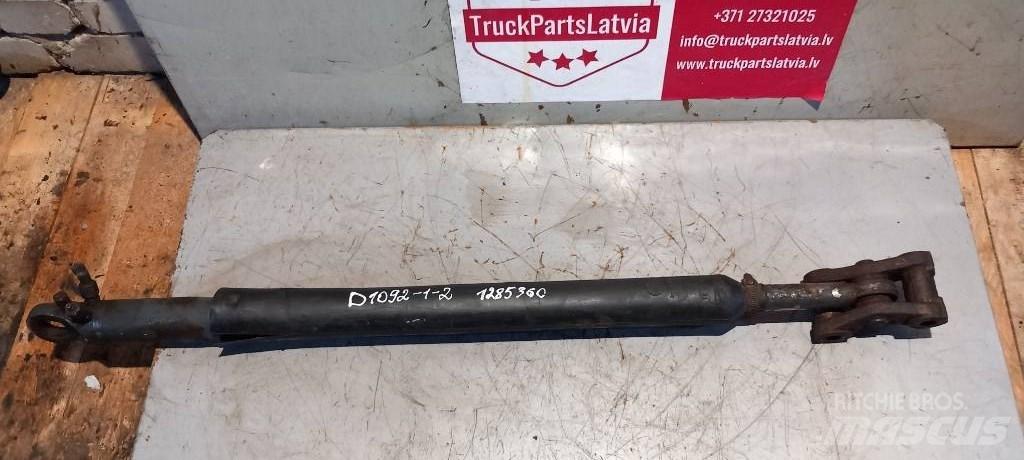 TruckPartsLatvia
+371 27321025
info@truckpartslatvia.lv
www.truckpartslatvia.lv
D1092-1-2 1285360
RITCHIE BROS.
MASCUS